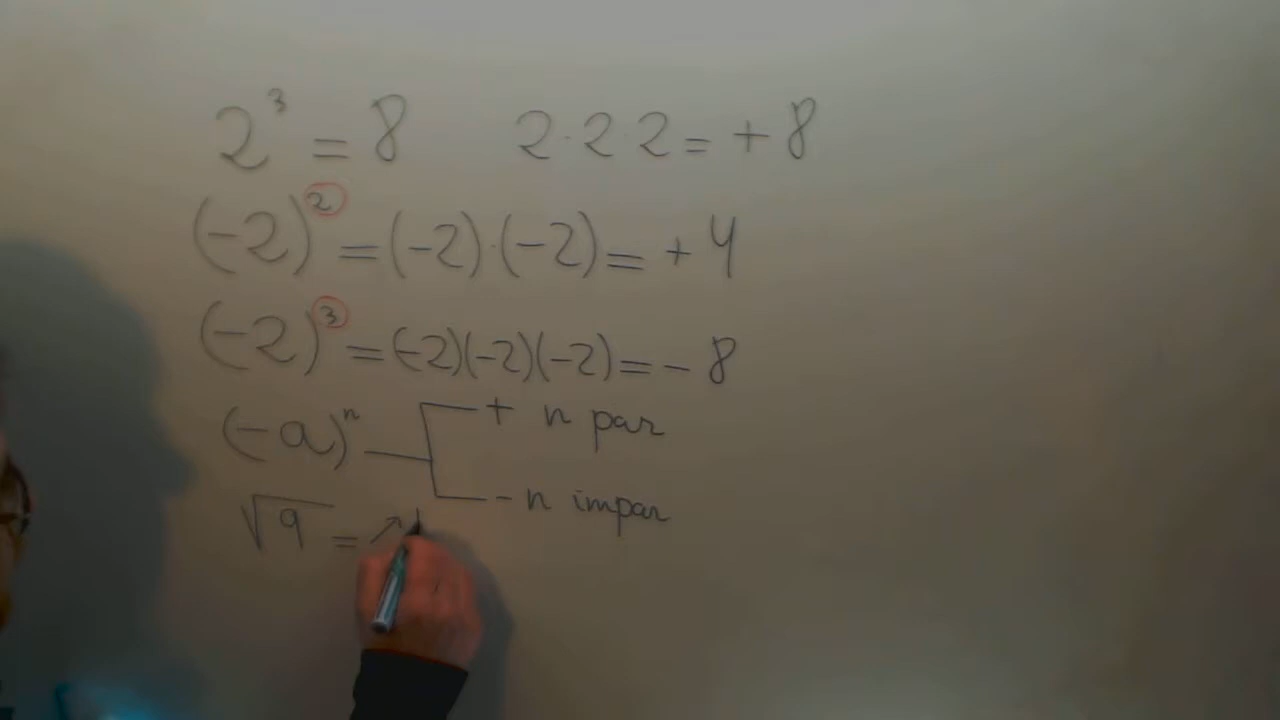 2³ = 8 2·2·2 = +8
(-2)² = (-2)·(-2) = +4
(-2)³ = (-2)(-2)(-2) = -8
(-a)ⁿ + n par
- n impar
√9 = ↗